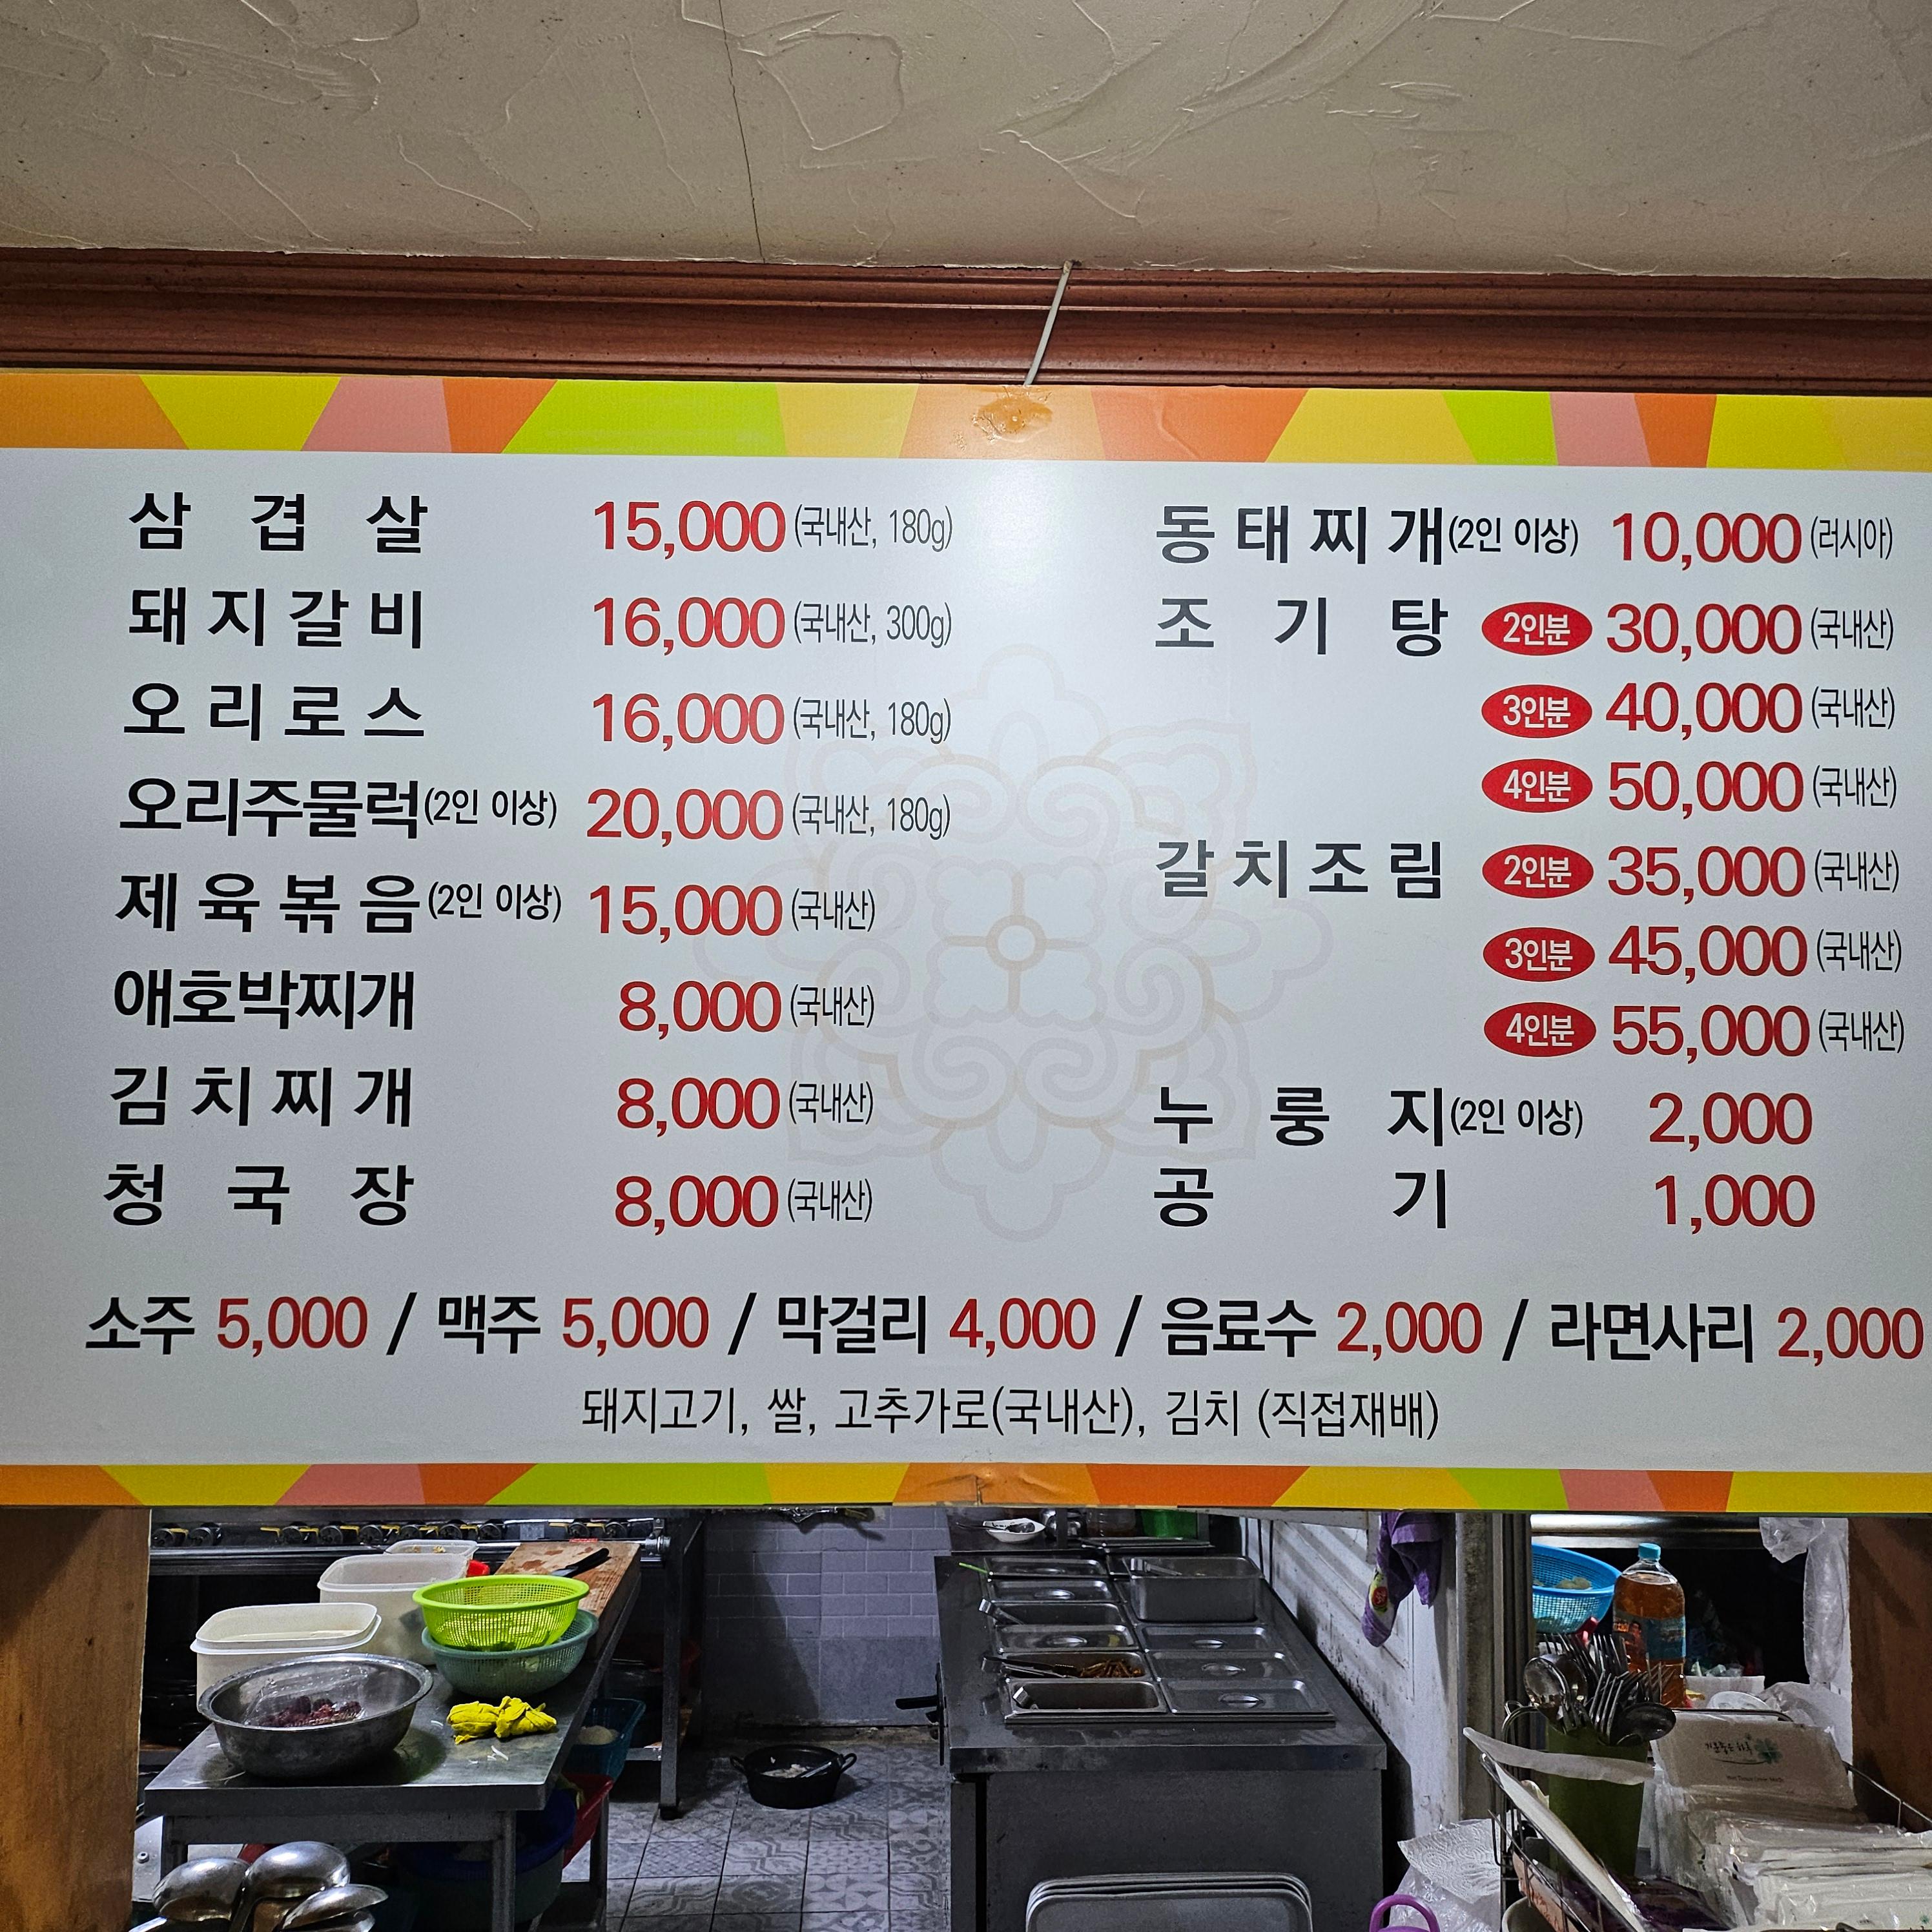 삼겹살 15,000 (국내산, 180g)
돼지갈비 16,000 (국내산, 300g)
오리로스 16,000 (국내산, 180g)
오리주물럭(2인 이상) 20,000 (국내산, 180g)
제육볶음(2인 이상) 15,000 (국내산)
애호박찌개 8,000 (국내산)
김치찌개 8,000 (국내산)
청국장 8,000 (국내산)
동태찌개(2인 이상) 10,000 (러시아)
조기탕 2인분 30,000 (국내산)
3인분 40,000 (국내산)
4인분 50,000 (국내산)
갈치조림 2인분 35,000 (국내산)
3인분 45,000 (국내산)
4인분 55,000 (국내산)
누룽지(2인 이상) 2,000
공기 1,000
소주 5,000 / 맥주 5,000 / 막걸리 4,000 / 음료수 2,000 / 라면사리 2,000
돼지고기, 쌀, 고추가로(국내산), 김치 (직접재배)